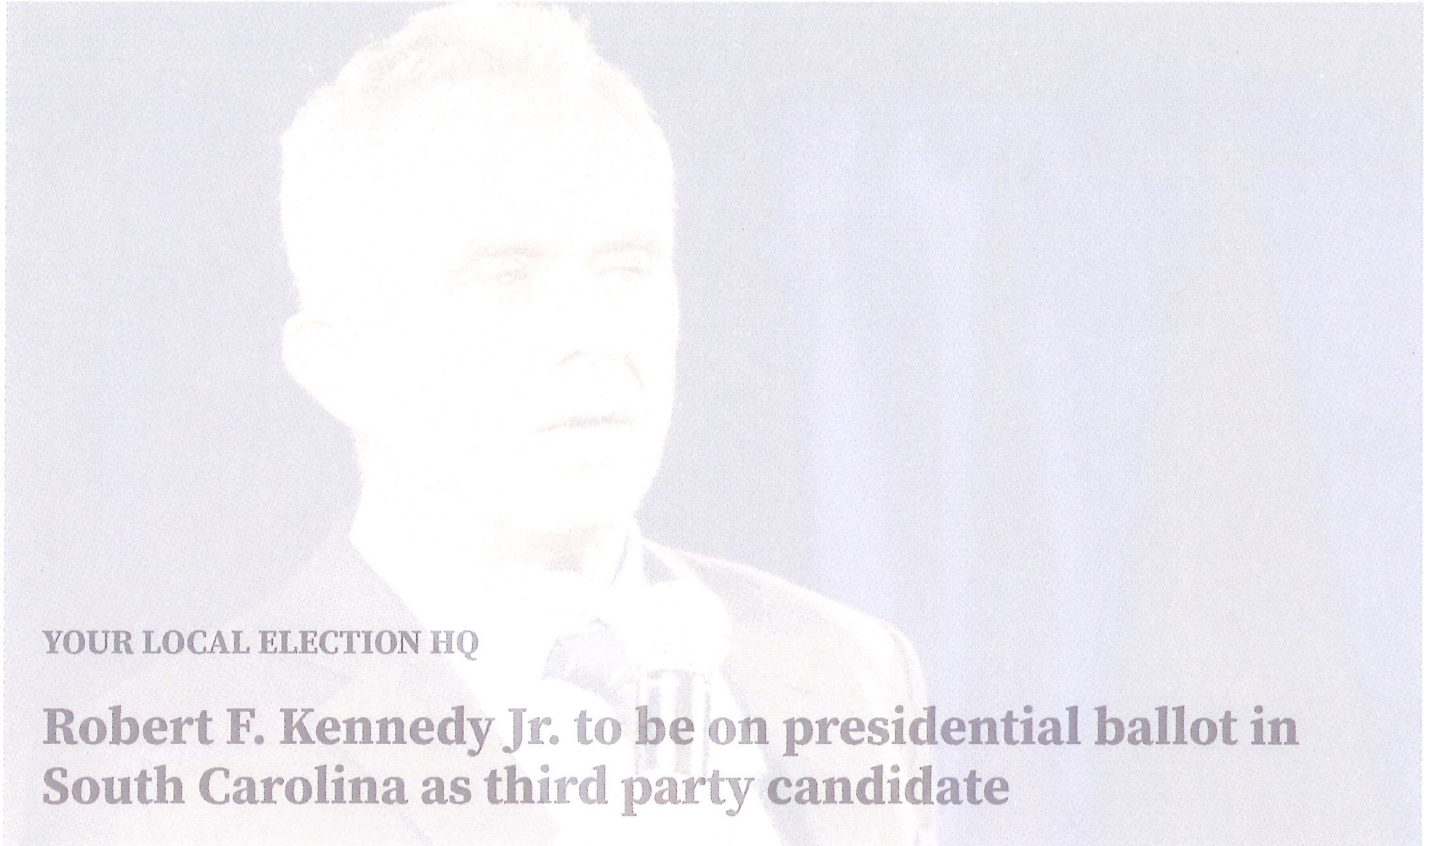 YOUR LOCAL ELECTION HQ
Robert F. Kennedy Jr. to be on presidential ballot in
South Carolina as third party candidate